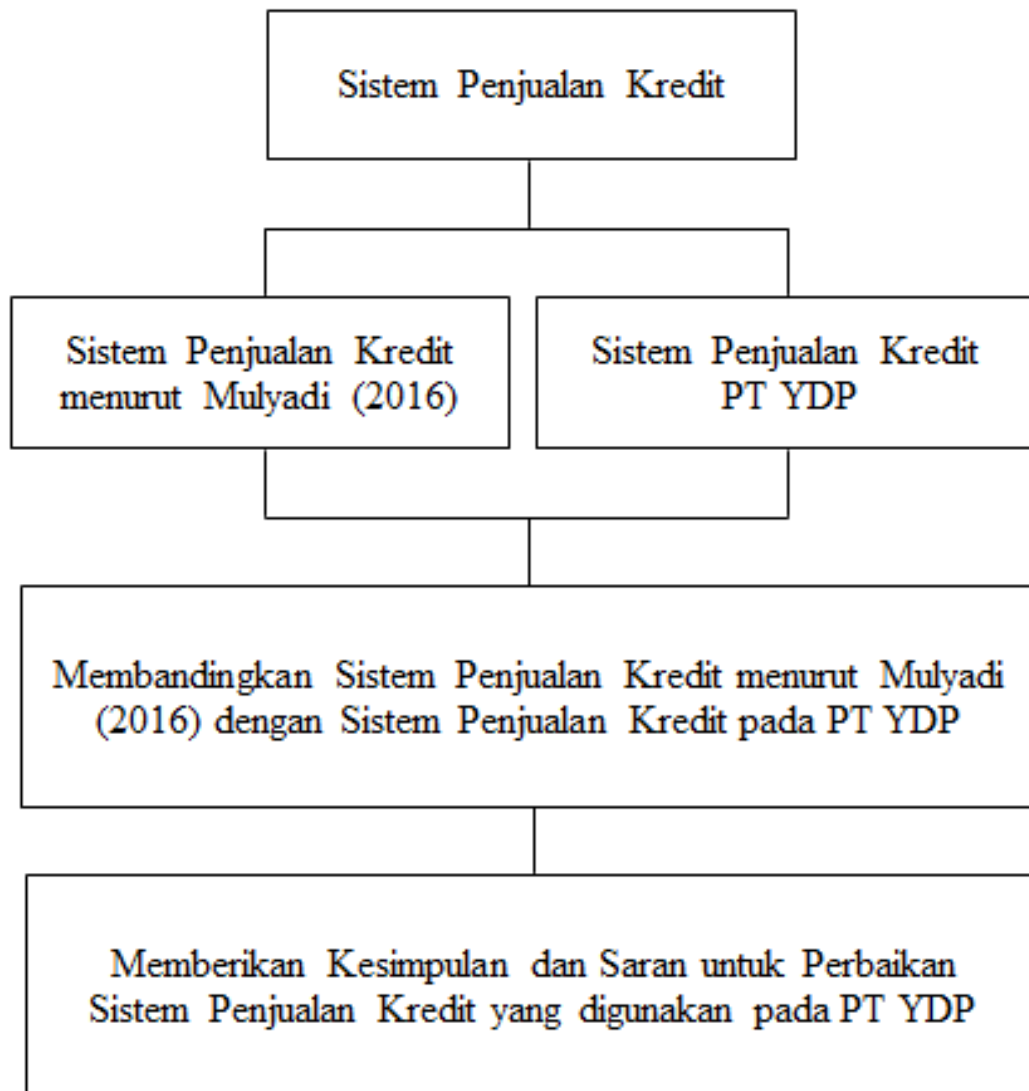 Sistem Penjualan Kredit
Sistem Penjualan Kredit
menurut Mulyadi (2016)
Sistem Penjualan Kredit
PT YDP
Membandingkan Sistem Penjualan Kredit menurut Mulyadi
(2016) dengan Sistem Penjualan Kredit pada PT YDP
Memberikan Kesimpulan dan Saran untuk Perbaikan
Sistem Penjualan Kredit yang digunakan pada PT YDP